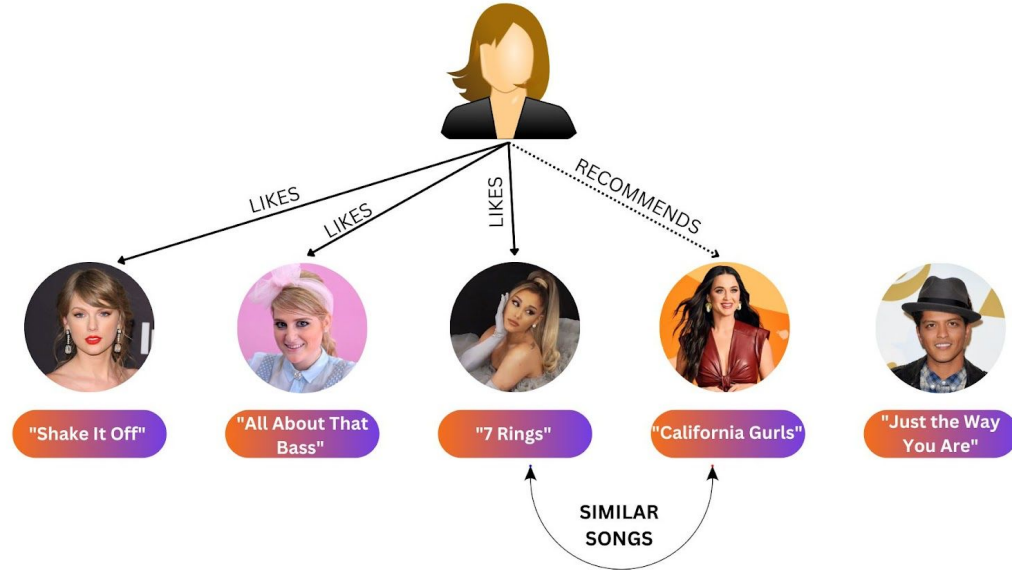 LIKES
LIKES
LIKES
RECOMMENDS
"Shake It Off"
"All About That
Bass"
"7 Rings"
"California Gurls"
"Just the Way
You Are"
SIMILAR
SONGS